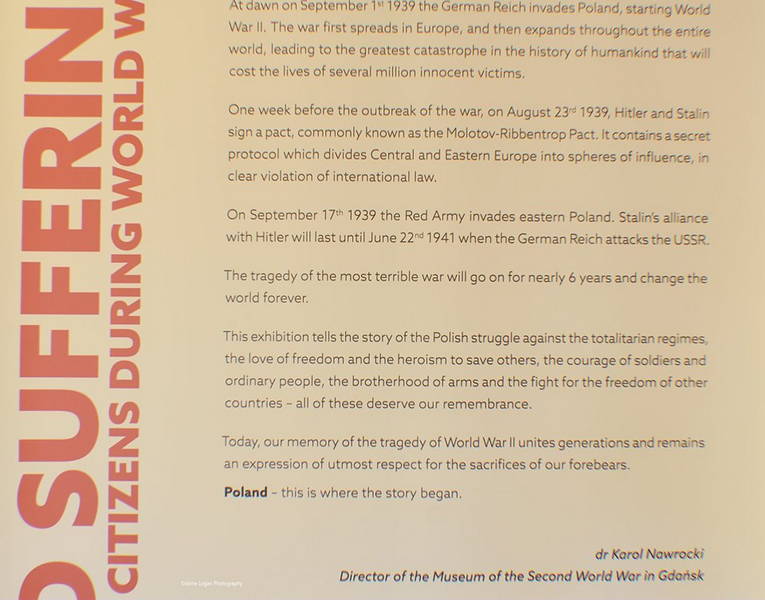 D SUFFERIN
CITIZENS DURING WORLD W
At dawn on September 1st 1939 the German Reich invades Poland, starting World
War II. The war first spreads in Europe, and then expands throughout the entire
world, leading to the greatest catastrophe in the history of humankind that will
cost the lives of several million innocent victims.
One week before the outbreak of the war, on August 23rd 1939, Hitler and Stalin
sign a pact, commonly known as the Molotov-Ribbentrop Pact. It contains a secret
protocol which divides Central and Eastern Europe into spheres of influence, in
clear violation of international law.
On September 17th 1939 the Red Army invades eastern Poland. Stalin's alliance
with Hitler will last until June 22nd 1941 when the German Reich attacks the USSR.
The tragedy of the most terrible war will go on for nearly 6 years and change the
world forever.
This exhibition tells the story of the Polish struggle against the totalitarian regimes,
the love of freedom and the heroism to save others, the courage of soldiers and
ordinary people, the brotherhood of arms and the fight for the freedom of other
countries – all of these deserve our remembrance.
Today, our memory of the tragedy of World War II unites generations and remains
an expression of utmost respect for the sacrifices of our forebears.
Poland – this is where the story began.
dr Karol Nawrocki
Director of the Museum of the Second World War in Gdańsk
Logan Photography